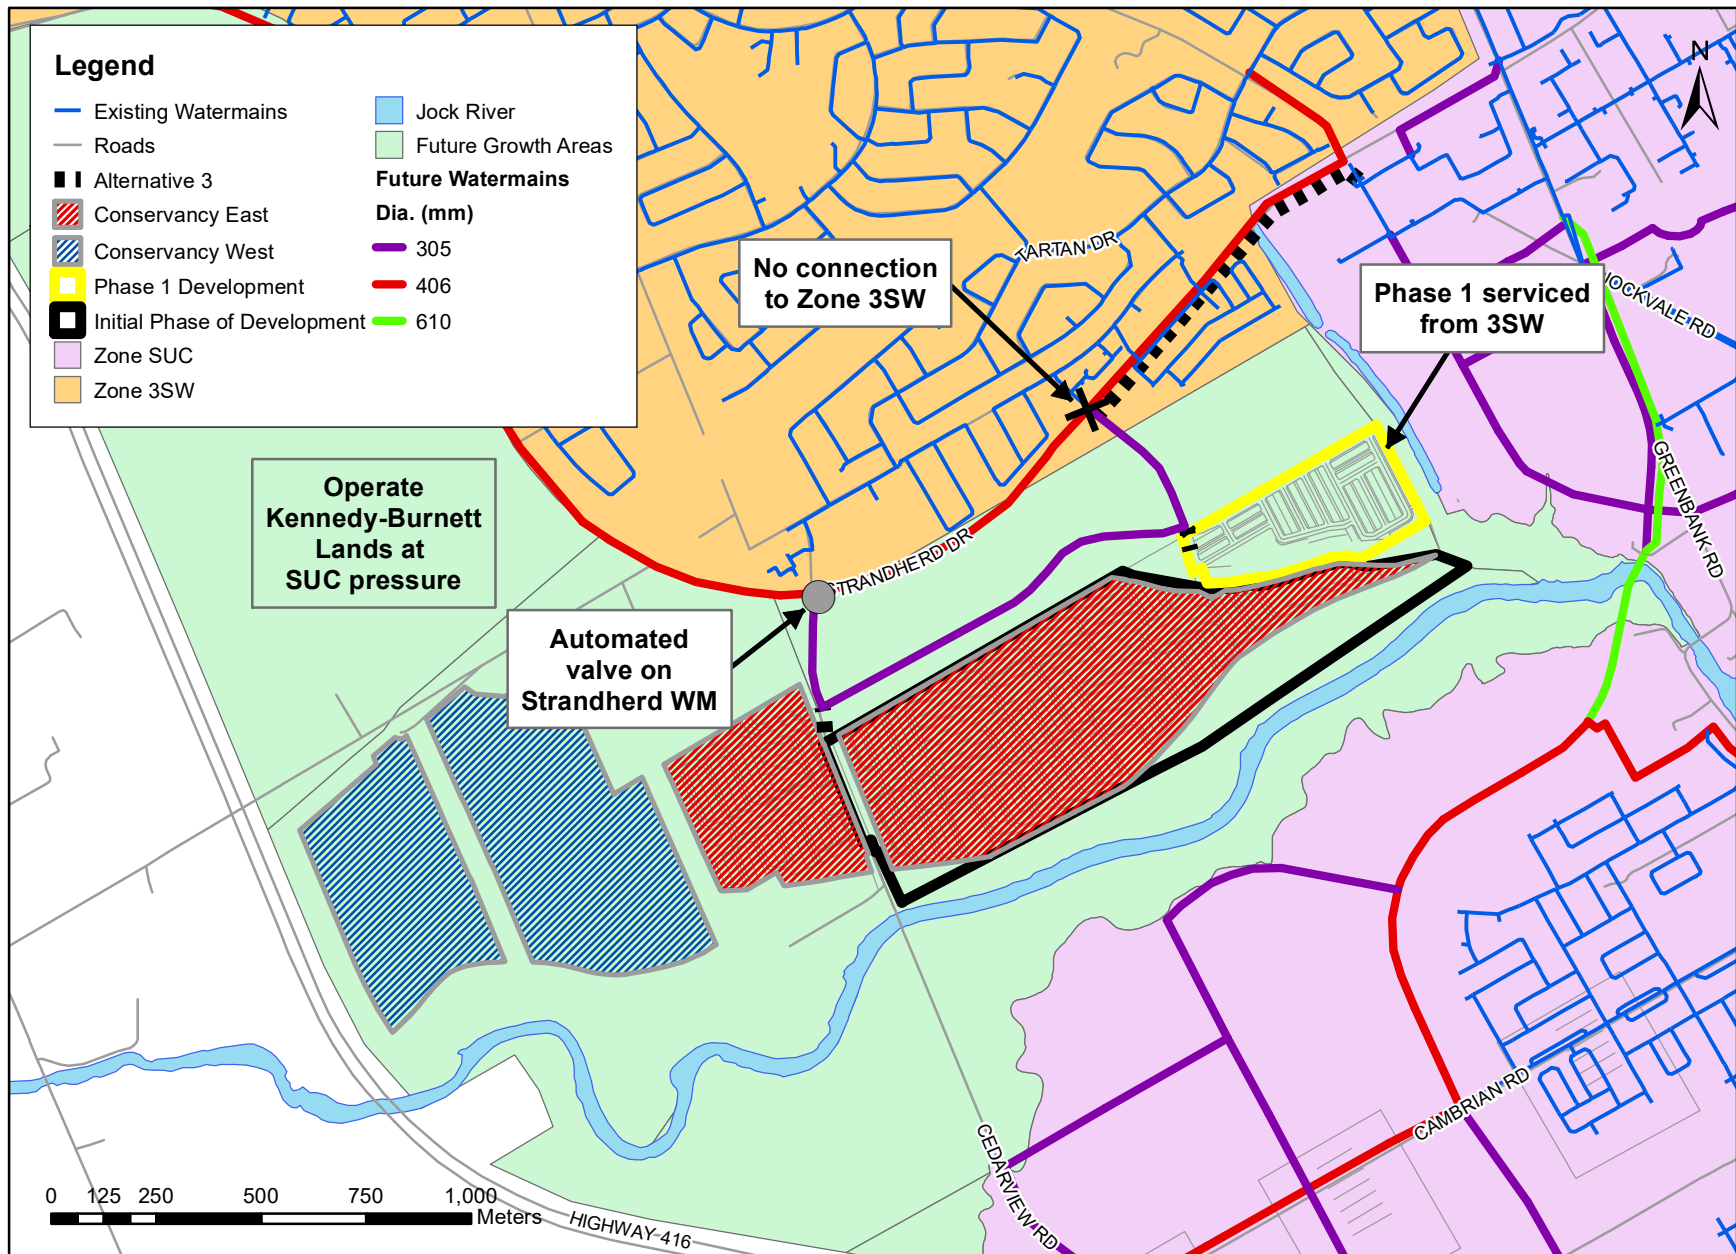 Legend
Existing Watermains
Roads
Alternative 3
Conservancy East
Conservancy West
Phase 1 Development
Initial Phase of Development
Zone SUC
Zone 3SW
Jock River
Future Growth Areas
Future Watermains
Dia. (mm)
305
406
610
N
TARTAN DR
No connection
to Zone 3SW
Phase 1 serviced
from 3SW
JOCKVALE RD
GREENBANK RD
Operate
Kennedy-Burnett
Lands at
SUC pressure
STRANDHERD DR
Automated
valve on
Strandherd WM
CAMBRIAN RD
CEDARVIEW RD
HIGHWAY 416
0 125 250 500 750 1,000
Meters